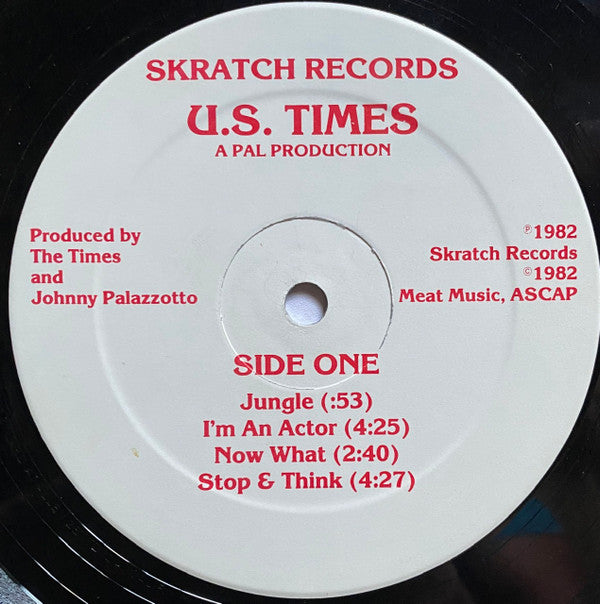 SKRATCH RECORDS
U.S. TIMES
A PAL PRODUCTION
Produced by
The Times
and
Johnny Palazzotto
℗1982
Skratch Records
©1982
Meat Music, ASCAP
SIDE ONE
Jungle (:53)
I'm An Actor (4:25)
Now What (2:40)
Stop & Think (4:27)